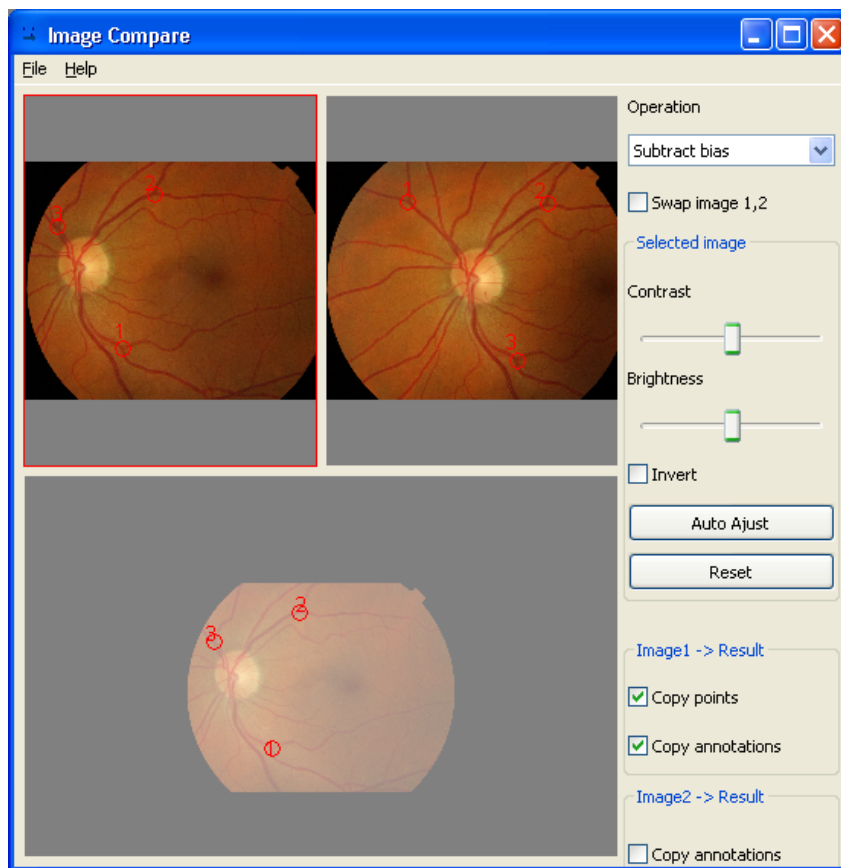 Image Compare
File Help
Operation
Subtract bias
Swap image 1,2
Selected image
Contrast
Brightness
Invert
Auto Ajust
Reset
Image1 -> Result
Copy points
Copy annotations
Image2 -> Result
Copy annotations
2
3
1
1
2
3
2
3
1